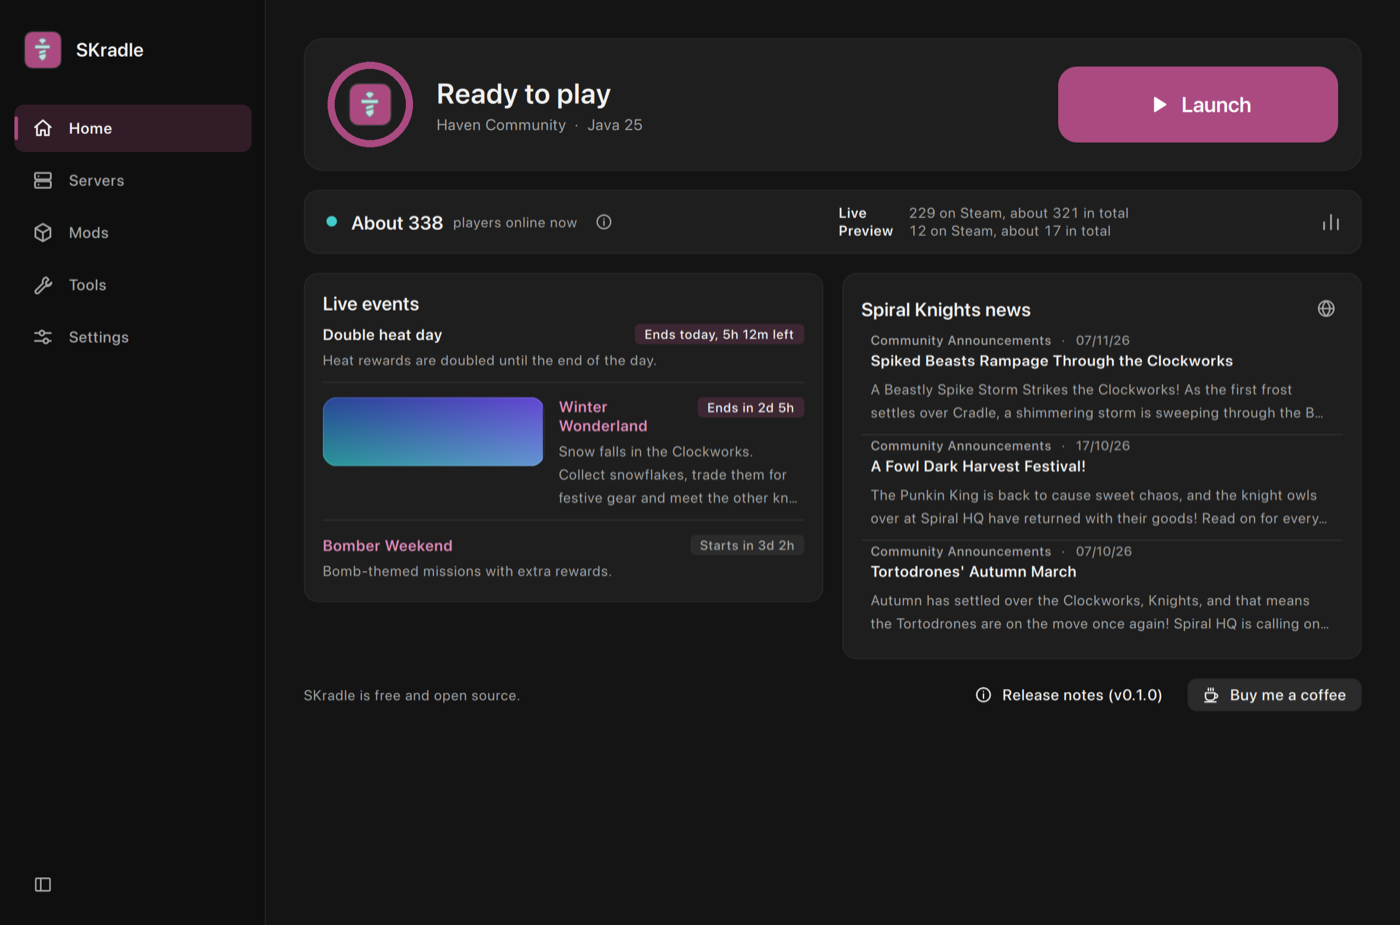 SKradle
Home
Servers
Mods
Tools
Settings
Ready to play
Haven Community · Java 25
Launch
About 338 players online now
Live 229 on Steam, about 321 in total
Preview 12 on Steam, about 17 in total
Live events
Double heat day
Ends today, 5h 12m left
Heat rewards are doubled until the end of the day.
Winter
Wonderland
Ends in 2d 5h
Snow falls in the Clockworks.
Collect snowflakes, trade them for
festive gear and meet the other kn…
Bomber Weekend
Starts in 3d 2h
Bomb-themed missions with extra rewards.
Spiral Knights news
Community Announcements · 07/11/26
Spiked Beasts Rampage Through the Clockworks
A Beastly Spike Storm Strikes the Clockworks! As the first frost
settles over Cradle, a shimmering storm is sweeping through the B…
Community Announcements · 17/10/26
A Fowl Dark Harvest Festival!
The Punkin King is back to cause sweet chaos, and the knight owls
over at Spiral HQ have returned with their goods! Read on for every…
Community Announcements · 07/10/26
Tortodrones' Autumn March
Autumn has settled over the Clockworks, Knights, and that means
the Tortodrones are on the move once again! Spiral HQ is calling on…
SKradle is free and open source.
Release notes (v0.1.0)
Buy me a coffee